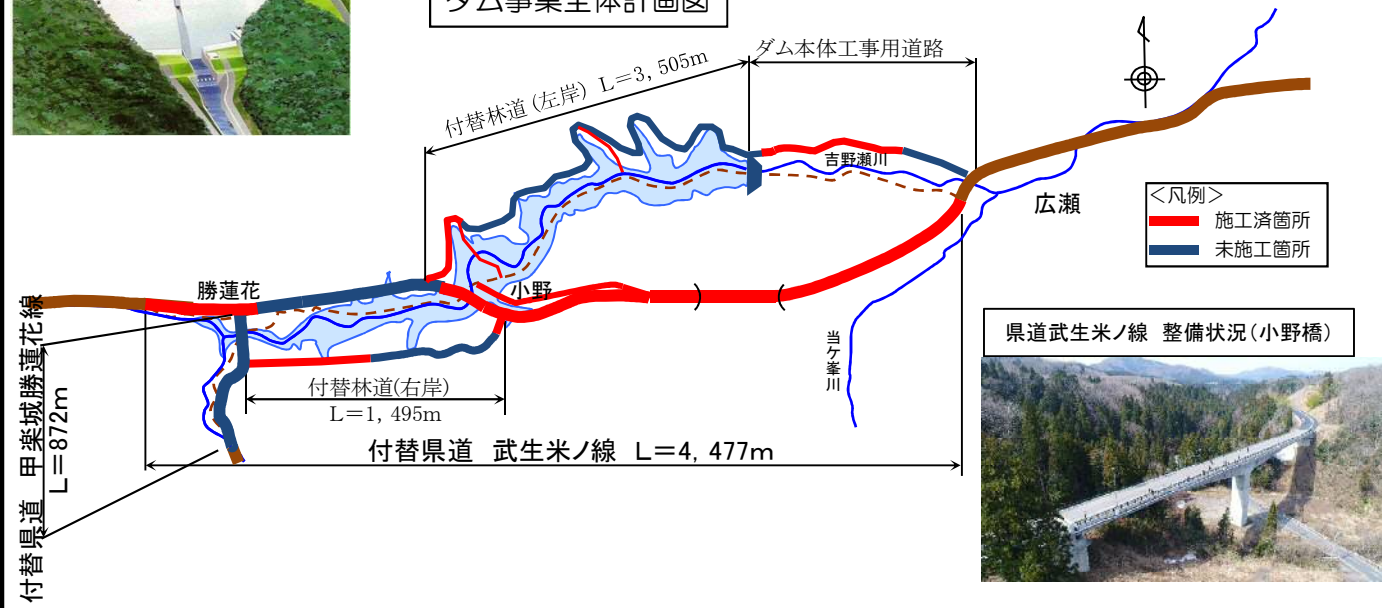 ダム事業全体計画図
ダム本体工事用道路
付替林道(左岸) L=3,505m
吉野瀬川
広瀬
<凡例>
施工済箇所
未施工箇所
勝蓮花
小野
当ケ峯川
県道武生米ノ線 整備状況(小野橋)
付替林道(右岸)
L=1,495m
付替県道 武生米ノ線 L=4,477m
付替県道 甲楽城勝蓮花線
L=872m